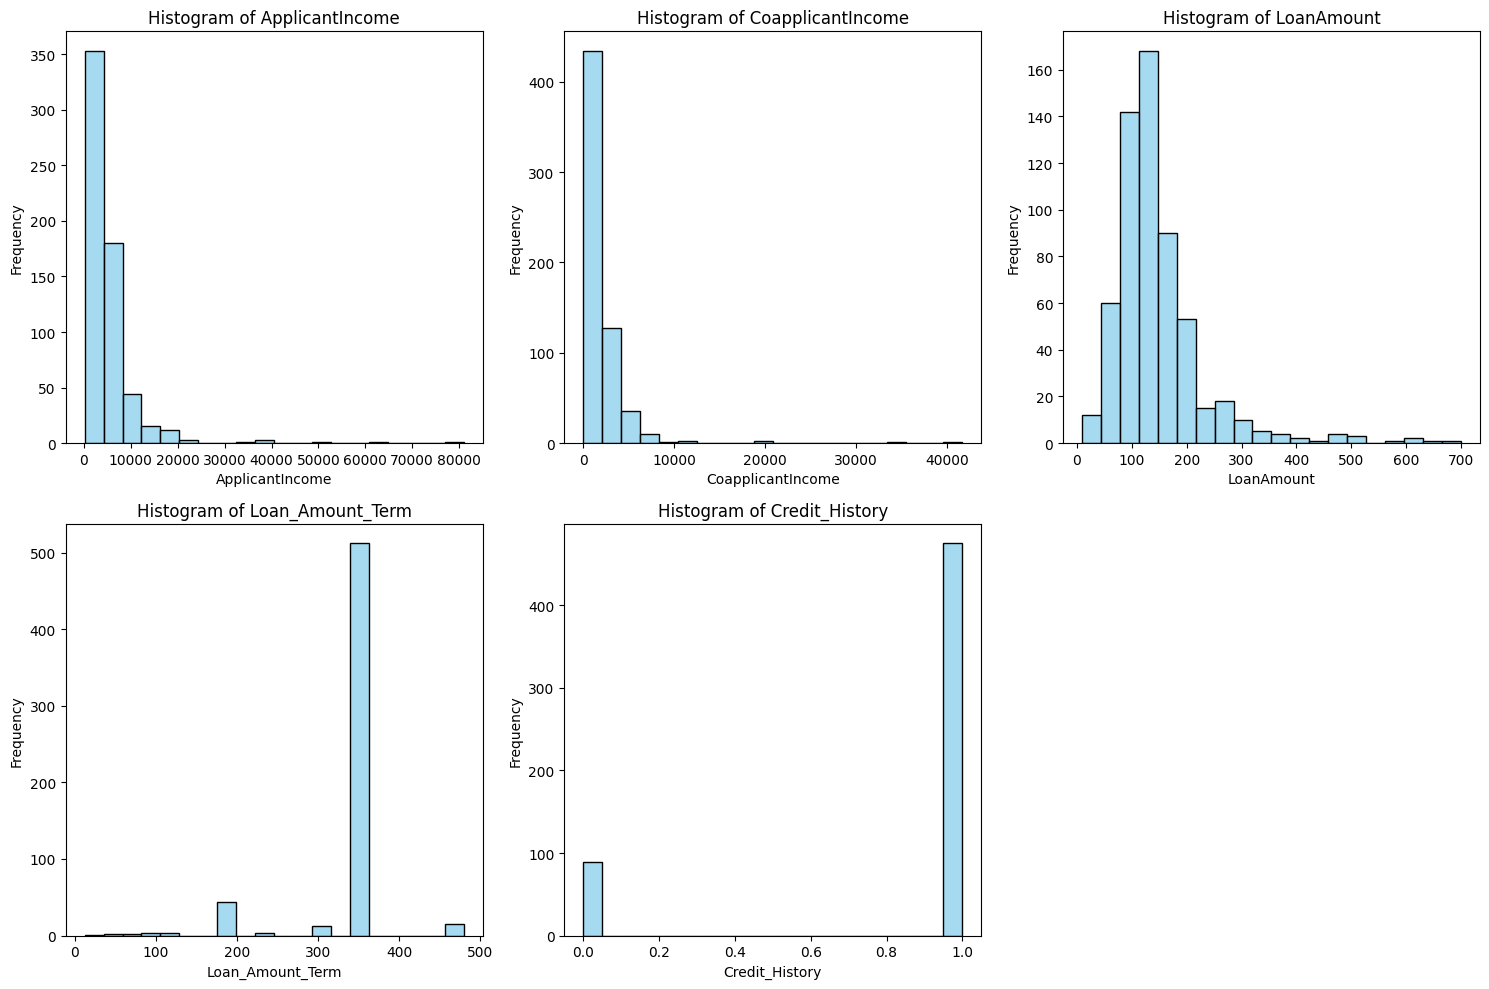 Histogram of ApplicantIncome
350
300
250
200
150
100
50
0
Frequency
0 10000 20000 30000 40000 50000 60000 70000 80000
ApplicantIncome
Histogram of CoapplicantIncome
400
300
200
100
0
Frequency
0 10000 20000 30000 40000
CoapplicantIncome
Histogram of LoanAmount
160
140
120
100
80
60
40
20
0
Frequency
0 100 200 300 400 500 600 700
LoanAmount
Histogram of Loan_Amount_Term
500
400
300
200
100
0
Frequency
0 100 200 300 400 500
Loan_Amount_Term
Histogram of Credit_History
400
300
200
100
0
Frequency
0.0 0.2 0.4 0.6 0.8 1.0
Credit_History